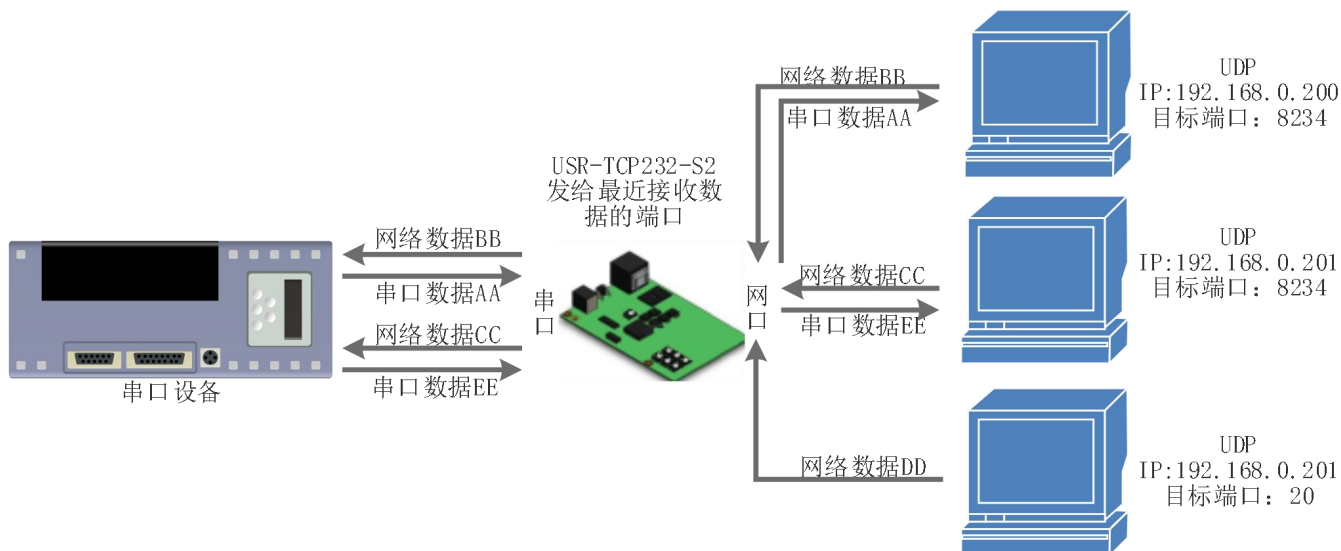 网络数据BB
串口数据AA
UDP
IP:192.168.0.200
目标端口：8234
USR-TCP232-S2
发给最近接收数
据的端口
网络数据BB
串口数据AA
网络数据CC
串口数据EE
串口设备
串口
网口
网络数据CC
串口数据EE
UDP
IP:192.168.0.201
目标端口：8234
网络数据DD
UDP
IP:192.168.0.201
目标端口：20